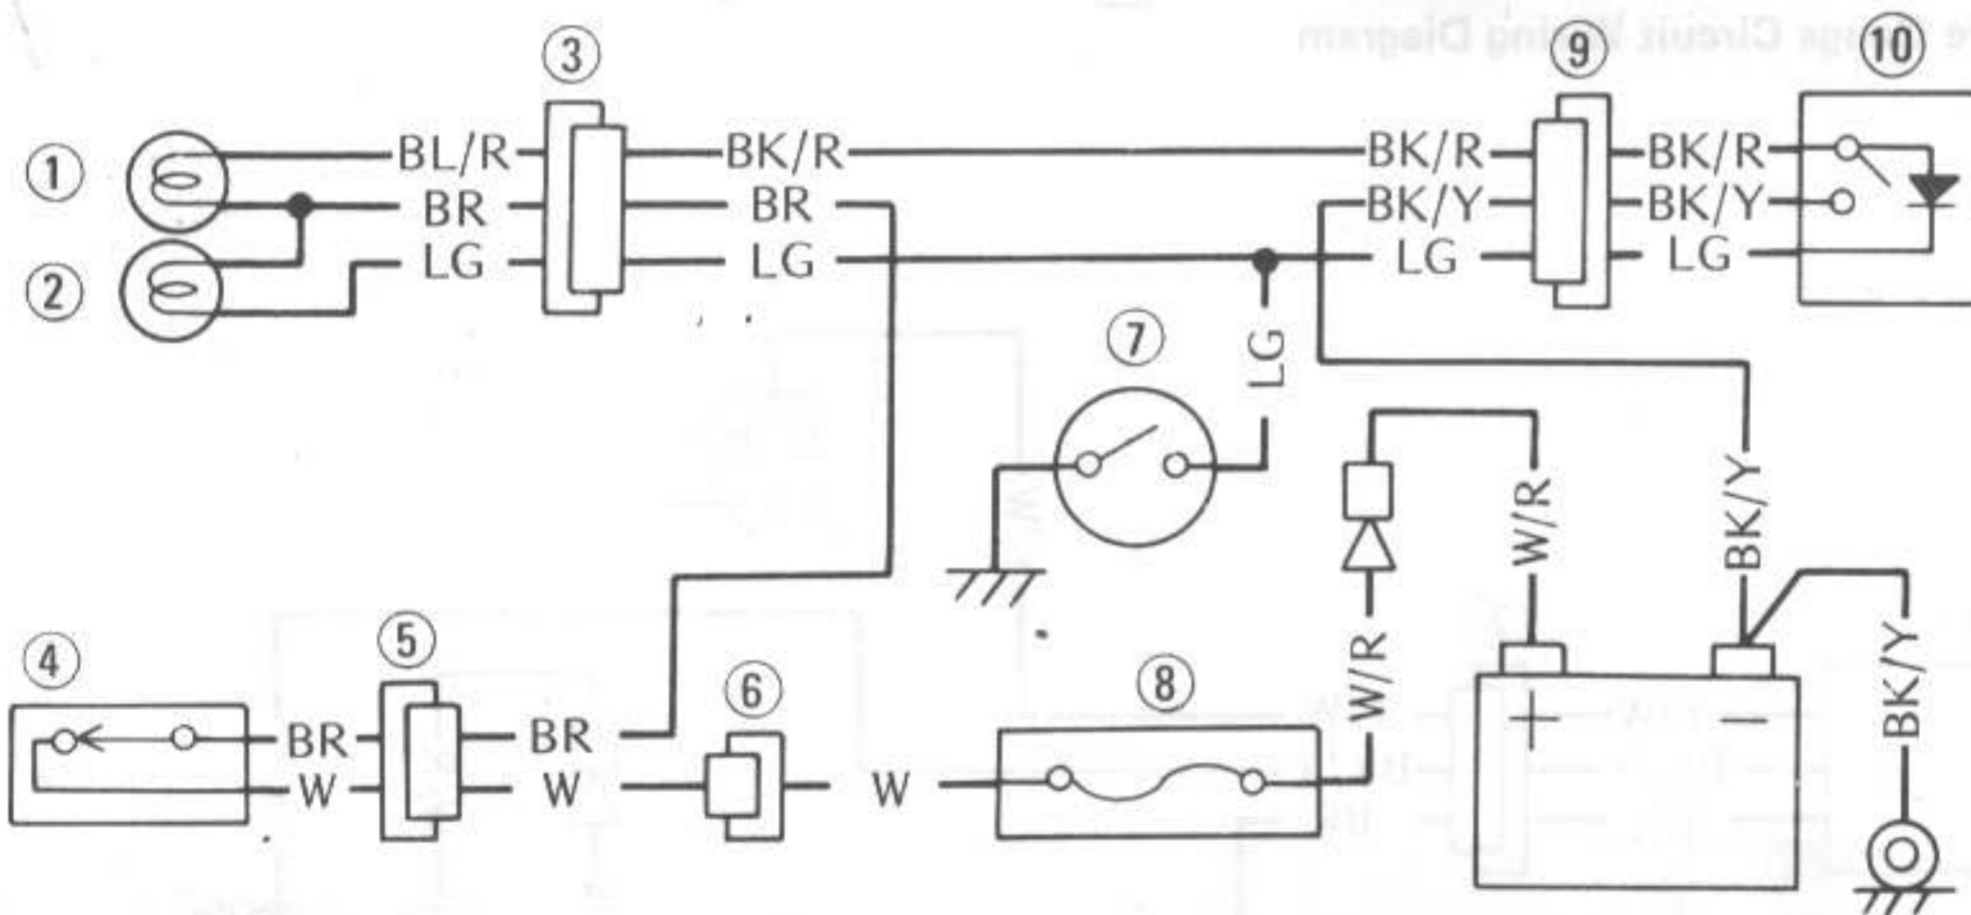 ③ ⑨ ⑩
① BL/R BK/R BK/R BK/R
BR BR BK/Y BK/Y
② LG LG LG LG
⑦ LG
W/R BK/Y
④ ⑤ ⑥ ⑧ W/R BK/Y
BR BR
W W W
+ −